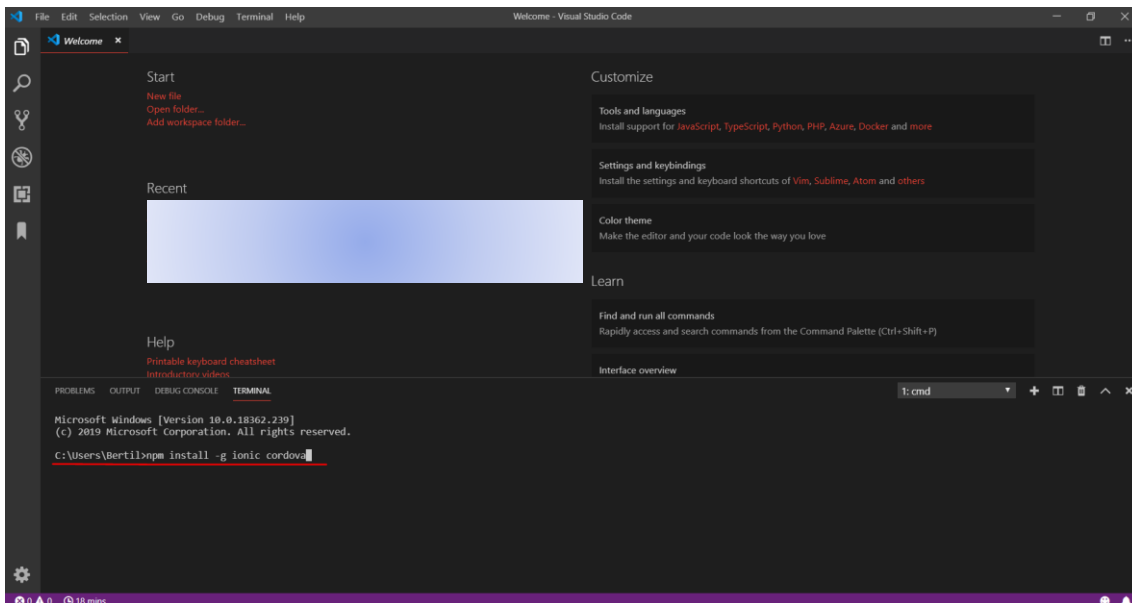 File Edit Selection View Go Debug Terminal Help Welcome - Visual Studio Code
Welcome
Start
New file
Open folder...
Add workspace folder...
Recent
Help
Printable keyboard cheatsheet
Introductory videos
Customize
Tools and languages
Install support for JavaScript, TypeScript, Python, PHP, Azure, Docker and more
Settings and keybindings
Install the settings and keyboard shortcuts of Vim, Sublime, Atom and others
Color theme
Make the editor and your code look the way you love
Learn
Find and run all commands
Rapidly access and search commands from the Command Palette (Ctrl+Shift+P)
Interface overview
PROBLEMS OUTPUT DEBUG CONSOLE TERMINAL 1: cmd
Microsoft Windows [Version 10.0.18362.239]
(c) 2019 Microsoft Corporation. All rights reserved.
C:\Users\Bertil>npm install -g ionic cordova
0 0 18 mins